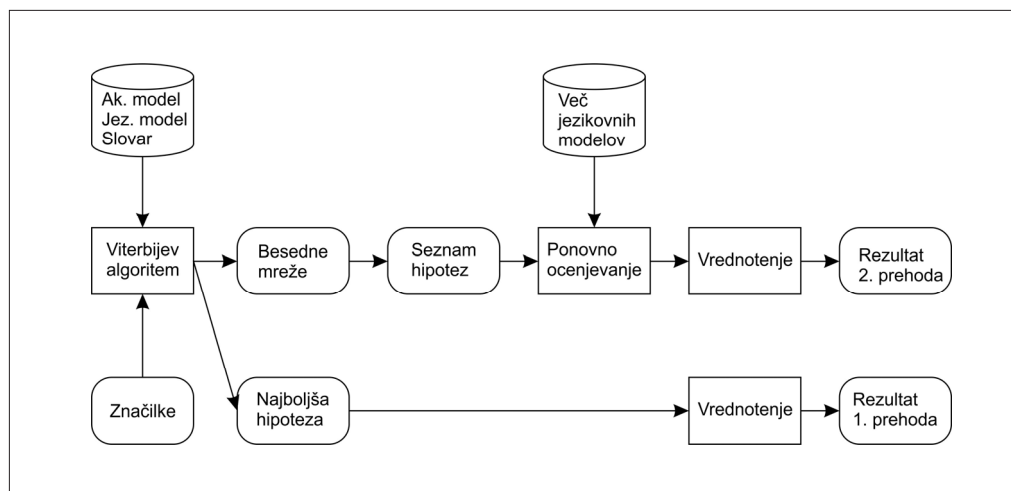 Ak. model
Jez. model
Slovar
Več
jezikovnih
modelov
Viterbijev
algoritem
Besedne
mreže
Seznam
hipotez
Ponovno
ocenjevanje
Vrednotenje
Rezultat
2. prehoda
Značilke
Najboljša
hipoteza
Vrednotenje
Rezultat
1. prehoda